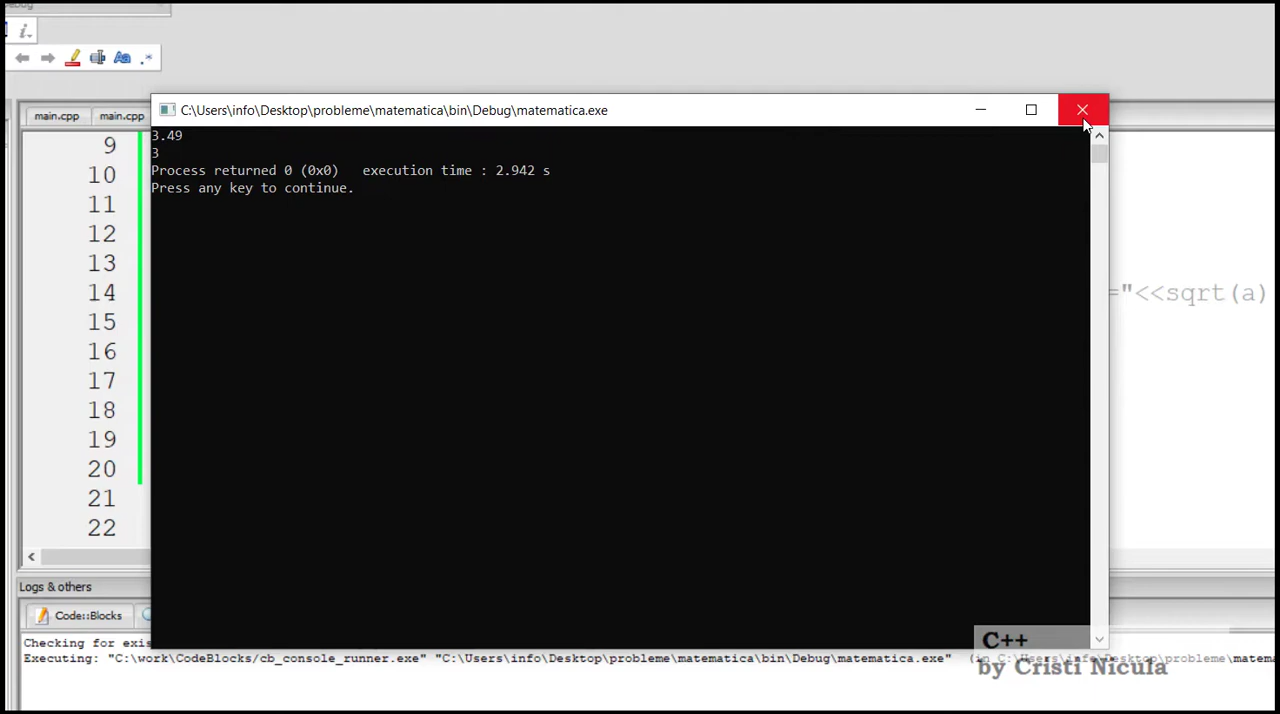 main.cpp main.cpp
C:\Users\info\Desktop\probleme\matematica\bin\Debug\matematica.exe
3.49
3
Process returned 0 (0x0)   execution time : 2.942 s
Press any key to continue.
9
10
11
12
13
14 ="<<sqrt(a)
15
16
17
18
19
20
21
22
Logs & others
Code::Blocks
Checking for exis
Executing: "C:\work\CodeBlocks/cb_console_runner.exe" "C:\Users\info\Desktop\probleme\matematica\bin\Debug\matematica.exe"  (in C:\Users\info\Desktop\probleme\matema
C++
by Cristi Nicula